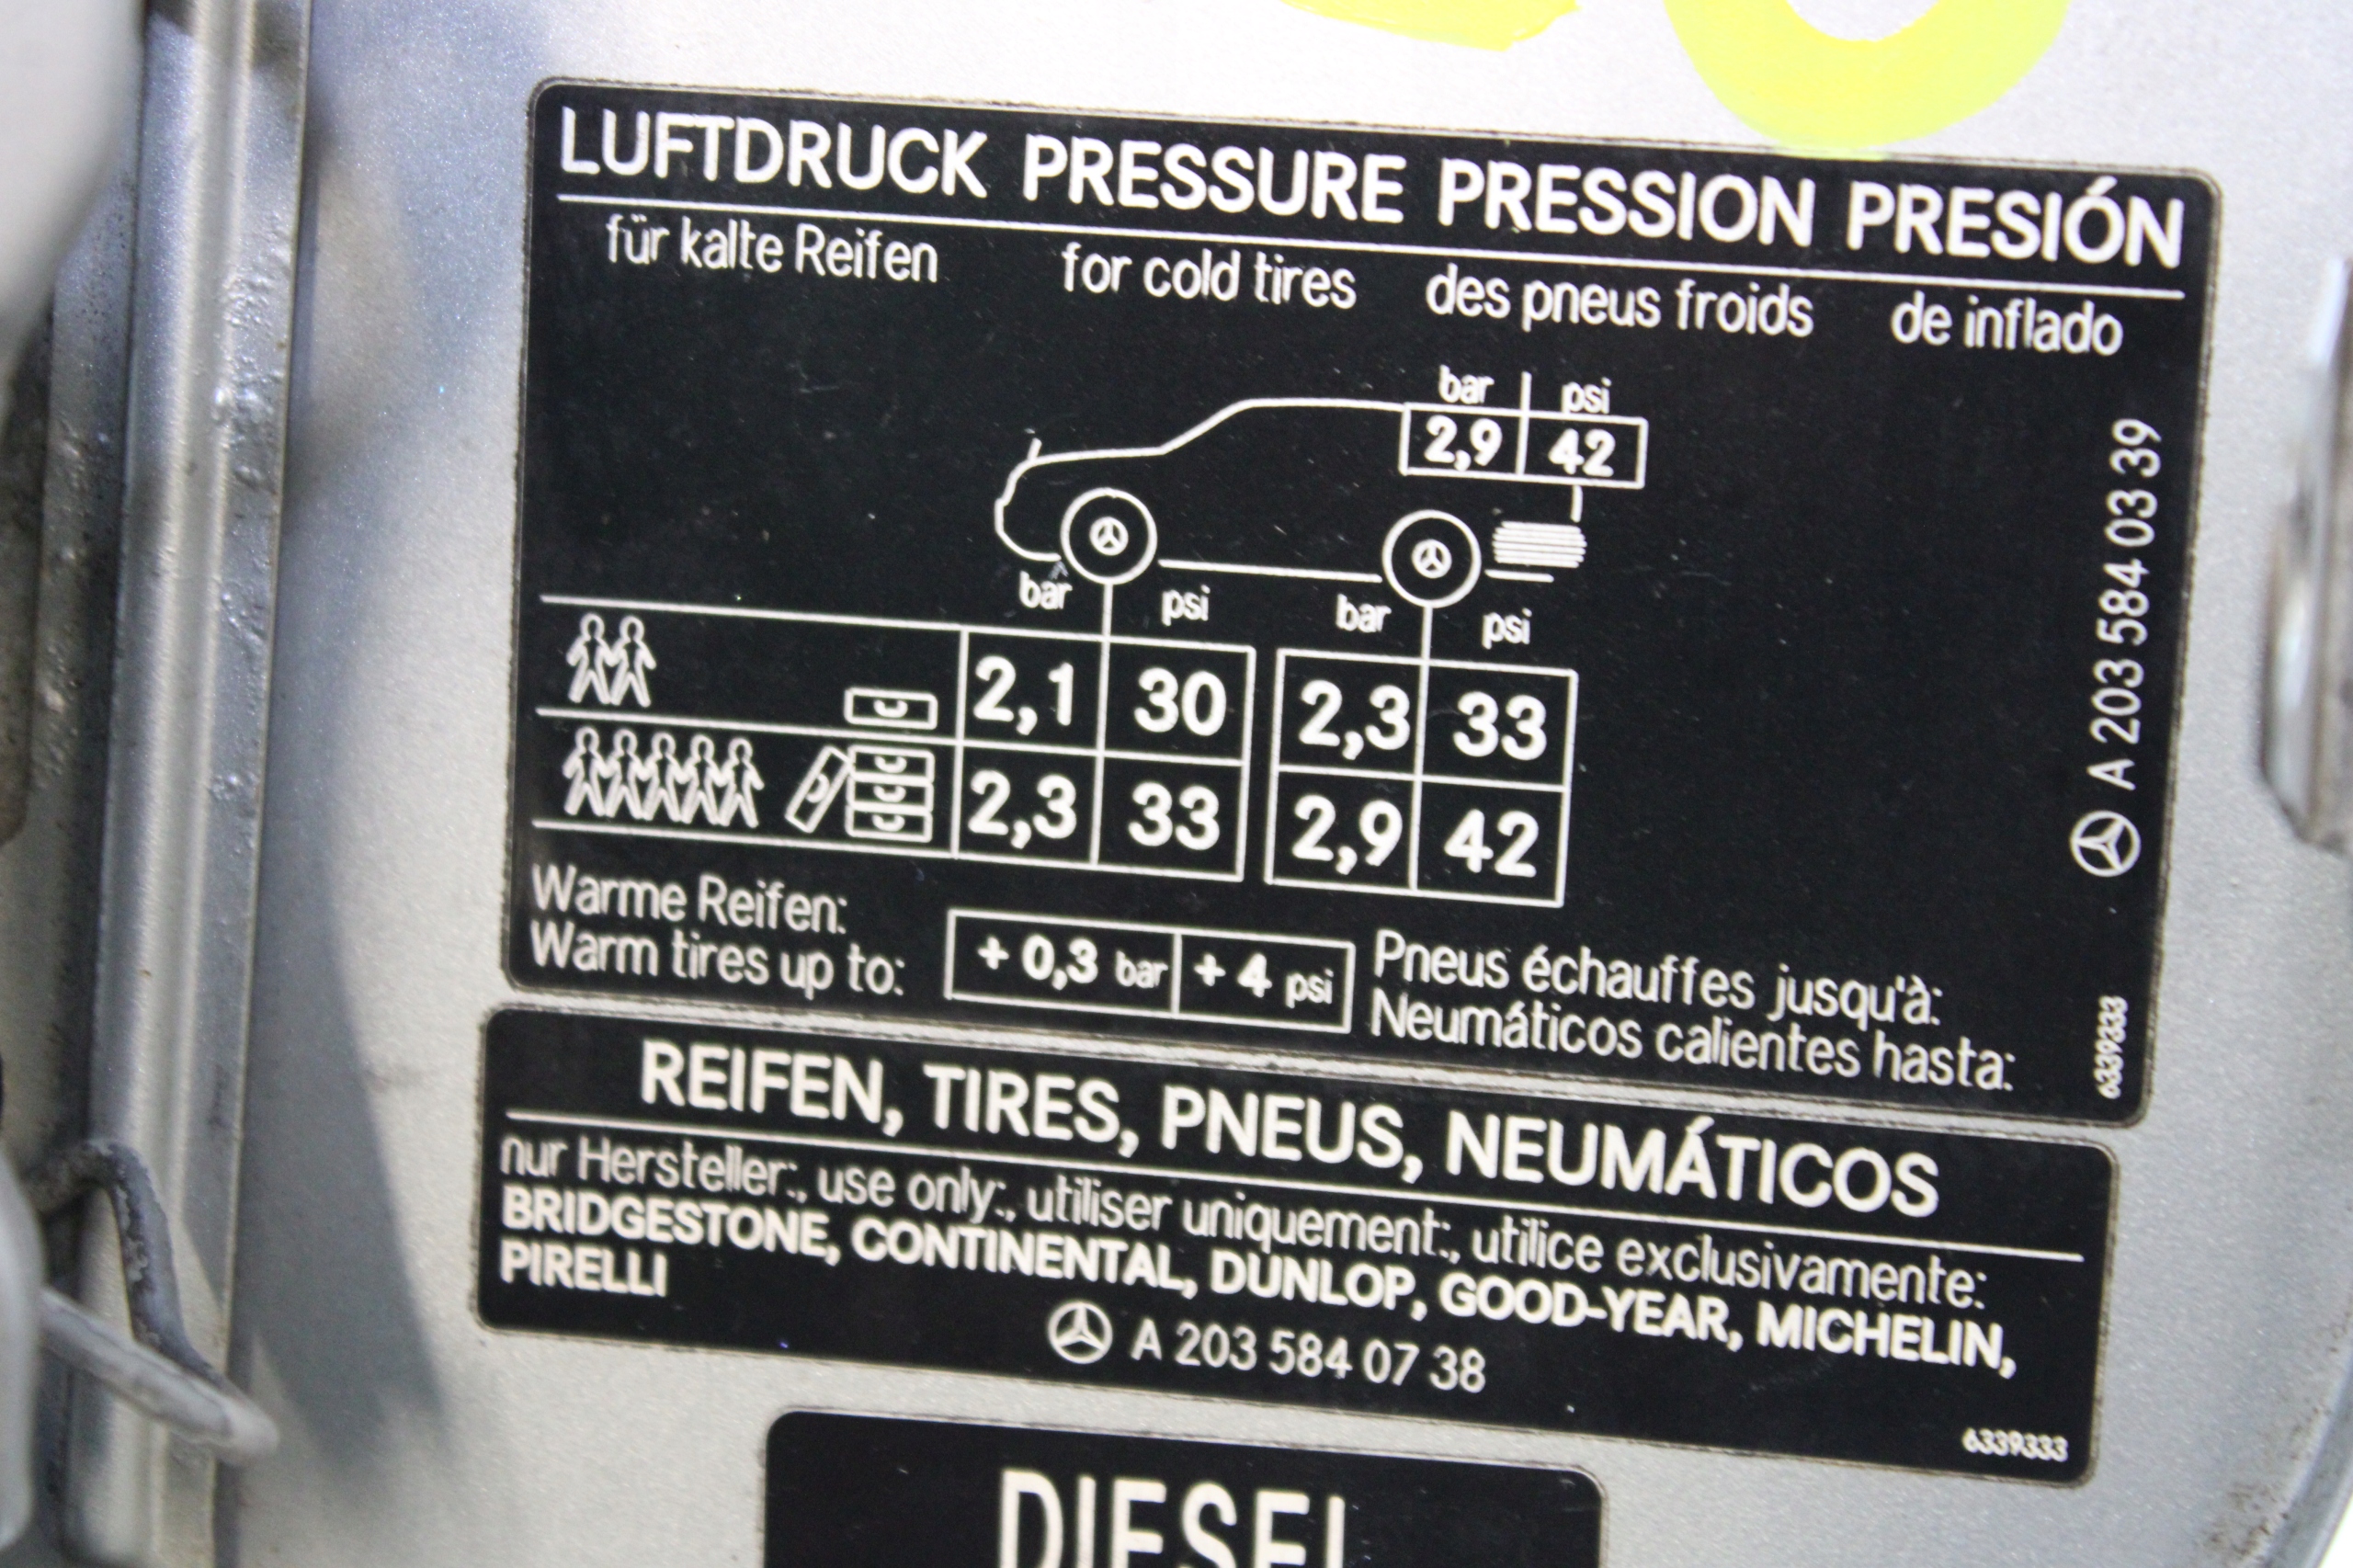 LUFTDRUCK PRESSURE PRESSION PRESIÓN
für kalte Reifen for cold tires des pneus froids de inflado
bar psi
2,9 42
bar psi bar psi
2,1 30 2,3 33
2,3 33 2,9 42
Warme Reifen:
Warm tires up to:
+ 0,3 bar + 4 psi
Pneus échauffes jusqu'à:
Neumáticos calientes hasta:
A 203 584 03 39
6339333
REIFEN, TIRES, PNEUS, NEUMÁTICOS
nur Hersteller:, use only:, utiliser uniquement:, utilice exclusivamente:
BRIDGESTONE, CONTINENTAL, DUNLOP, GOOD-YEAR, MICHELIN,
PIRELLI
A 203 584 07 38
6339333
DIESEL